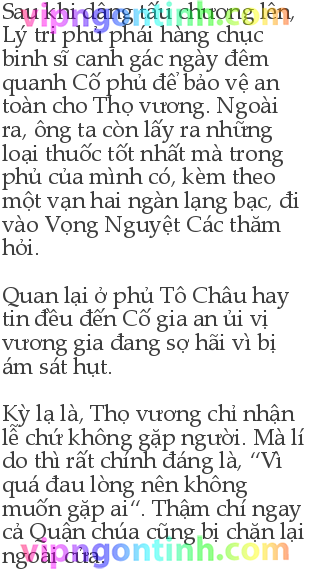 Sau khi dâng tấu chương lên,
vipngontinh.com
Lý tri phủ phái hàng chục
binh sĩ canh gác ngày đêm
quanh Cố phủ để bảo vệ an
toàn cho Thọ vương. Ngoài
ra, ông ta còn lấy ra những
loại thuốc tốt nhất mà trong
phủ của mình có, kèm theo
một vạn hai ngàn lạng bạc, đi
vào Vọng Nguyệt Các thăm
hỏi.
Quan lại ở phủ Tô Châu hay
tin đều đến Cố gia an ủi vị
vương gia đang sợ hãi vì bị
ám sát hụt.
Kỳ lạ là, Thọ vương chỉ nhận
lễ chứ không gặp người. Mà lí
do thì rất chính đáng là, “Vì
quá đau lòng nên không
muốn gặp ai“. Thậm chí ngay
cả Quận chúa cũng bị chặn lại
ngoài cửa.
vipngontinh.com